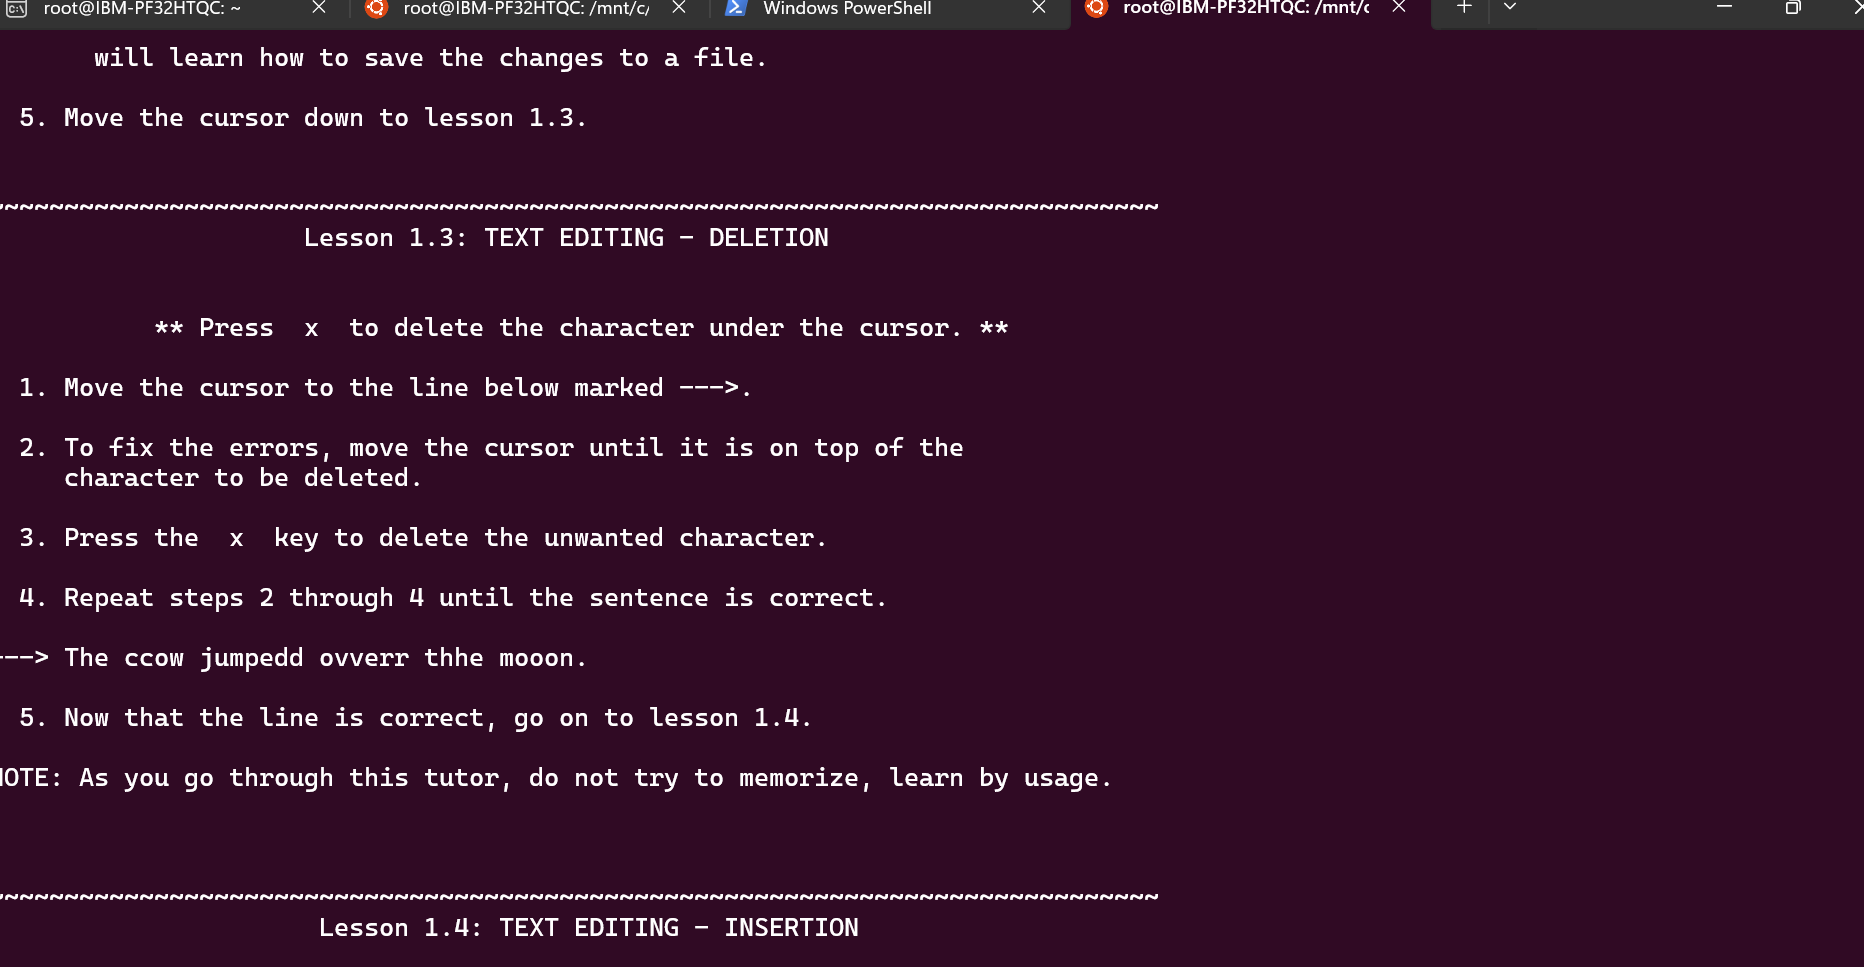 root@IBM-PF32HTQC: ~
root@IBM-PF32HTQC: /mnt/c/
Windows PowerShell
root@IBM-PF32HTQC: /mnt/c
will learn how to save the changes to a file.
5. Move the cursor down to lesson 1.3.
~~~~~~~~~~~~~~~~~~~~~~~~~~~~~~~~~~~~~~~~~~~~~~~~~~~~~~~~~~~~~~~~~~~~~~~~~~~~~~
Lesson 1.3: TEXT EDITING - DELETION
** Press  x  to delete the character under the cursor. **
1. Move the cursor to the line below marked --->.
2. To fix the errors, move the cursor until it is on top of the
character to be deleted.
3. Press the  x  key to delete the unwanted character.
4. Repeat steps 2 through 4 until the sentence is correct.
---> The ccow jumpedd ovverr thhe mooon.
5. Now that the line is correct, go on to lesson 1.4.
NOTE: As you go through this tutor, do not try to memorize, learn by usage.
~~~~~~~~~~~~~~~~~~~~~~~~~~~~~~~~~~~~~~~~~~~~~~~~~~~~~~~~~~~~~~~~~~~~~~~~~~~~~~
Lesson 1.4: TEXT EDITING - INSERTION